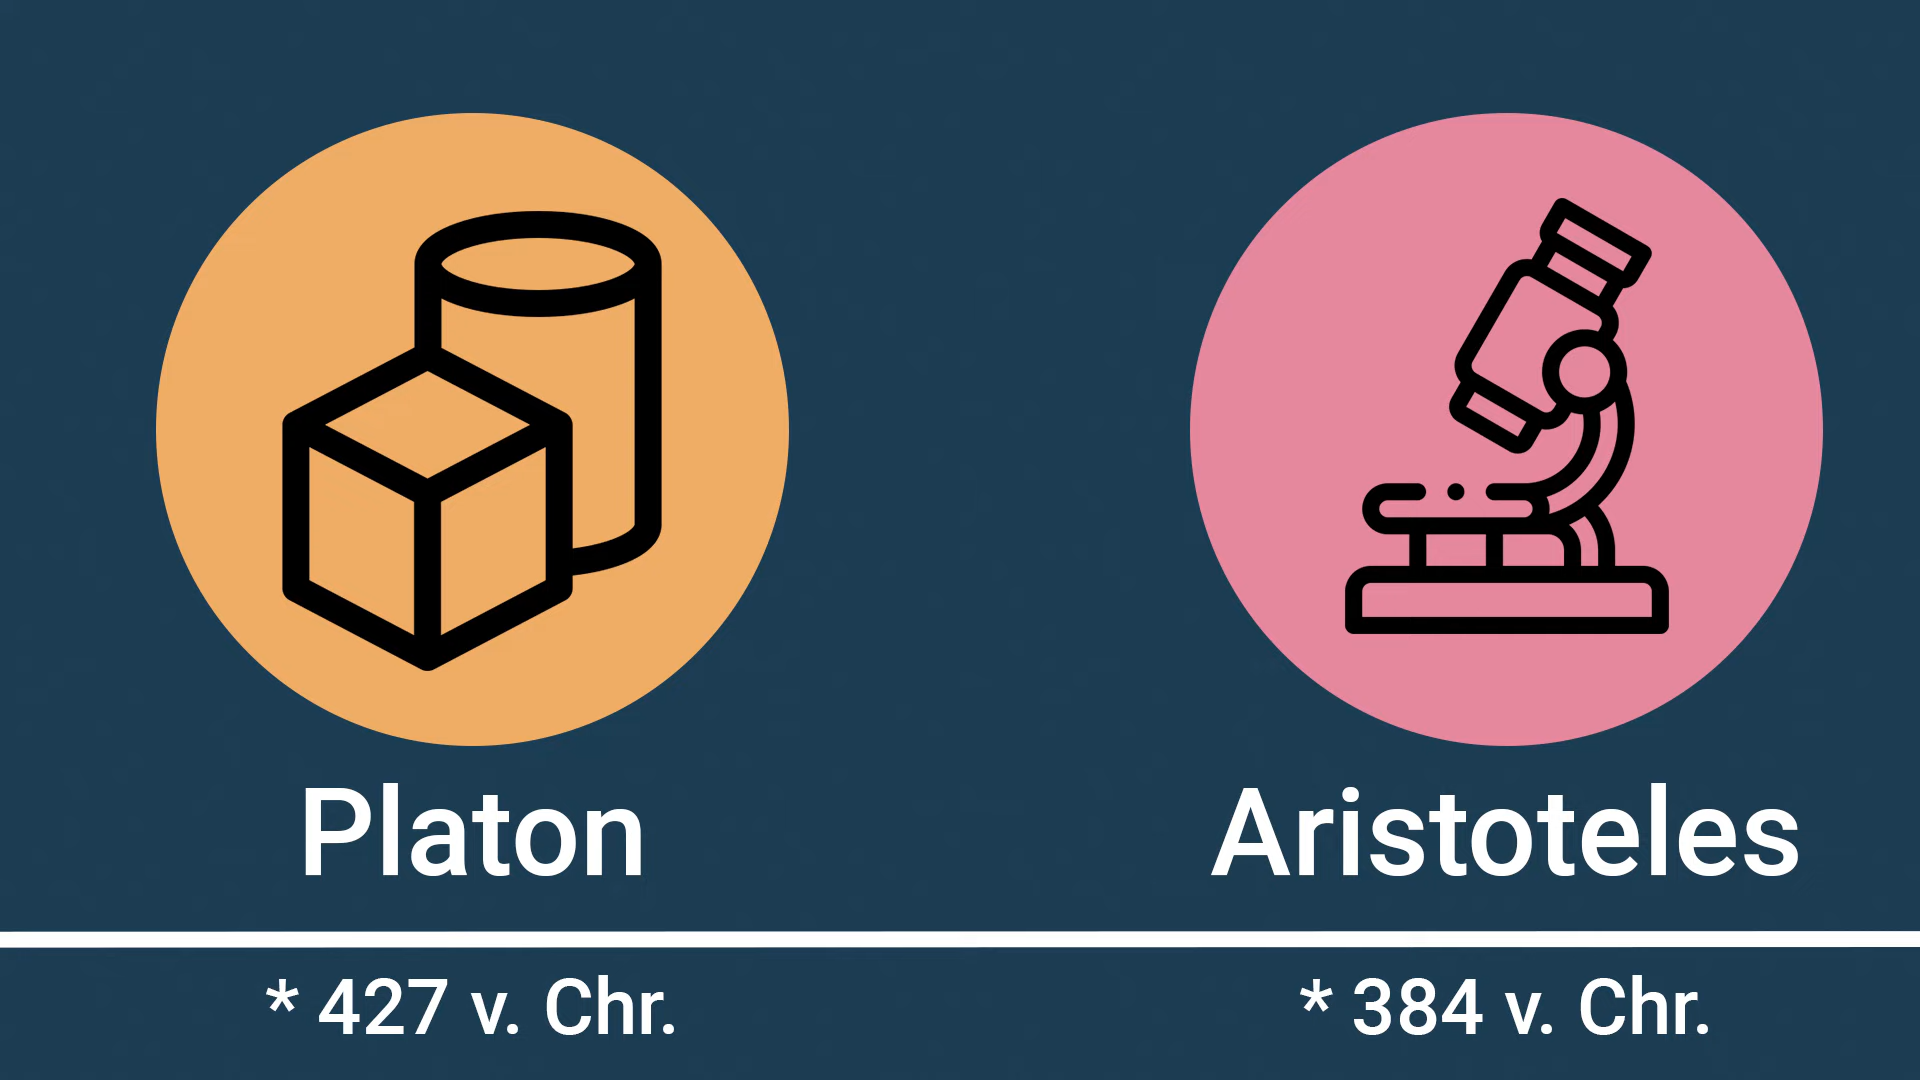 Platon
Aristoteles
* 427 v. Chr.
* 384 v. Chr.